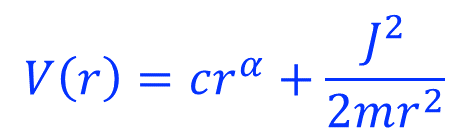 V(r) = cr^α + J^2/2mr^2